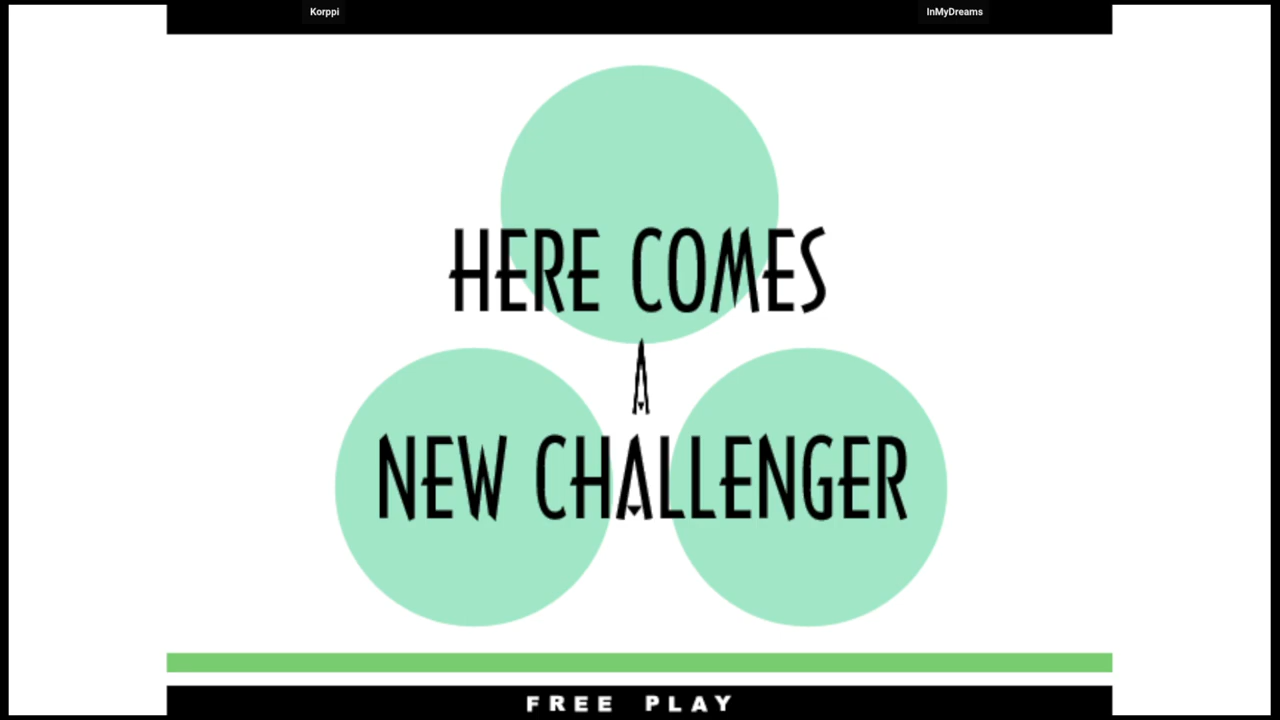 Korppi InMyDreams
HERE COMES
A
NEW CHALLENGER
FREE PLAY